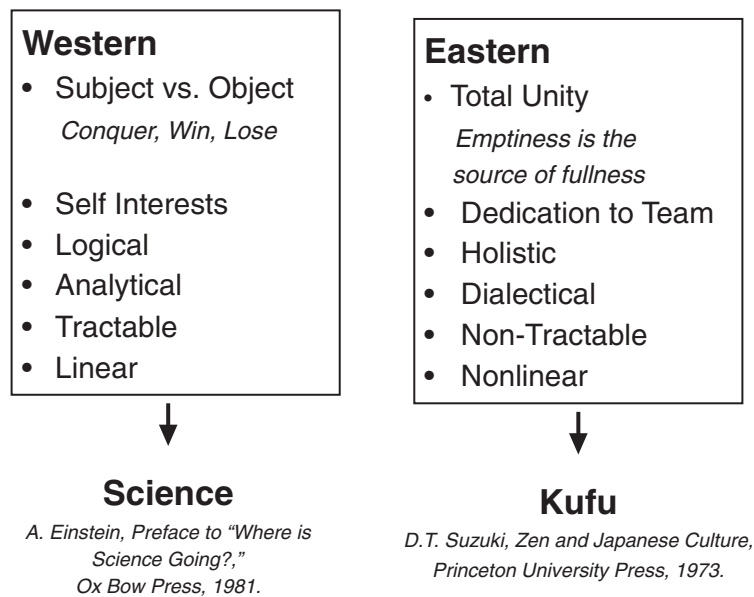 Western
• Subject vs. Object
Conquer, Win, Lose
• Self Interests
• Logical
• Analytical
• Tractable
• Linear
Science
A. Einstein, Preface to “Where is
Science Going?,”
Ox Bow Press, 1981.
Eastern
• Total Unity
Emptiness is the
source of fullness
• Dedication to Team
• Holistic
• Dialectical
• Non-Tractable
• Nonlinear
Kufu
D.T. Suzuki, Zen and Japanese Culture,
Princeton University Press, 1973.